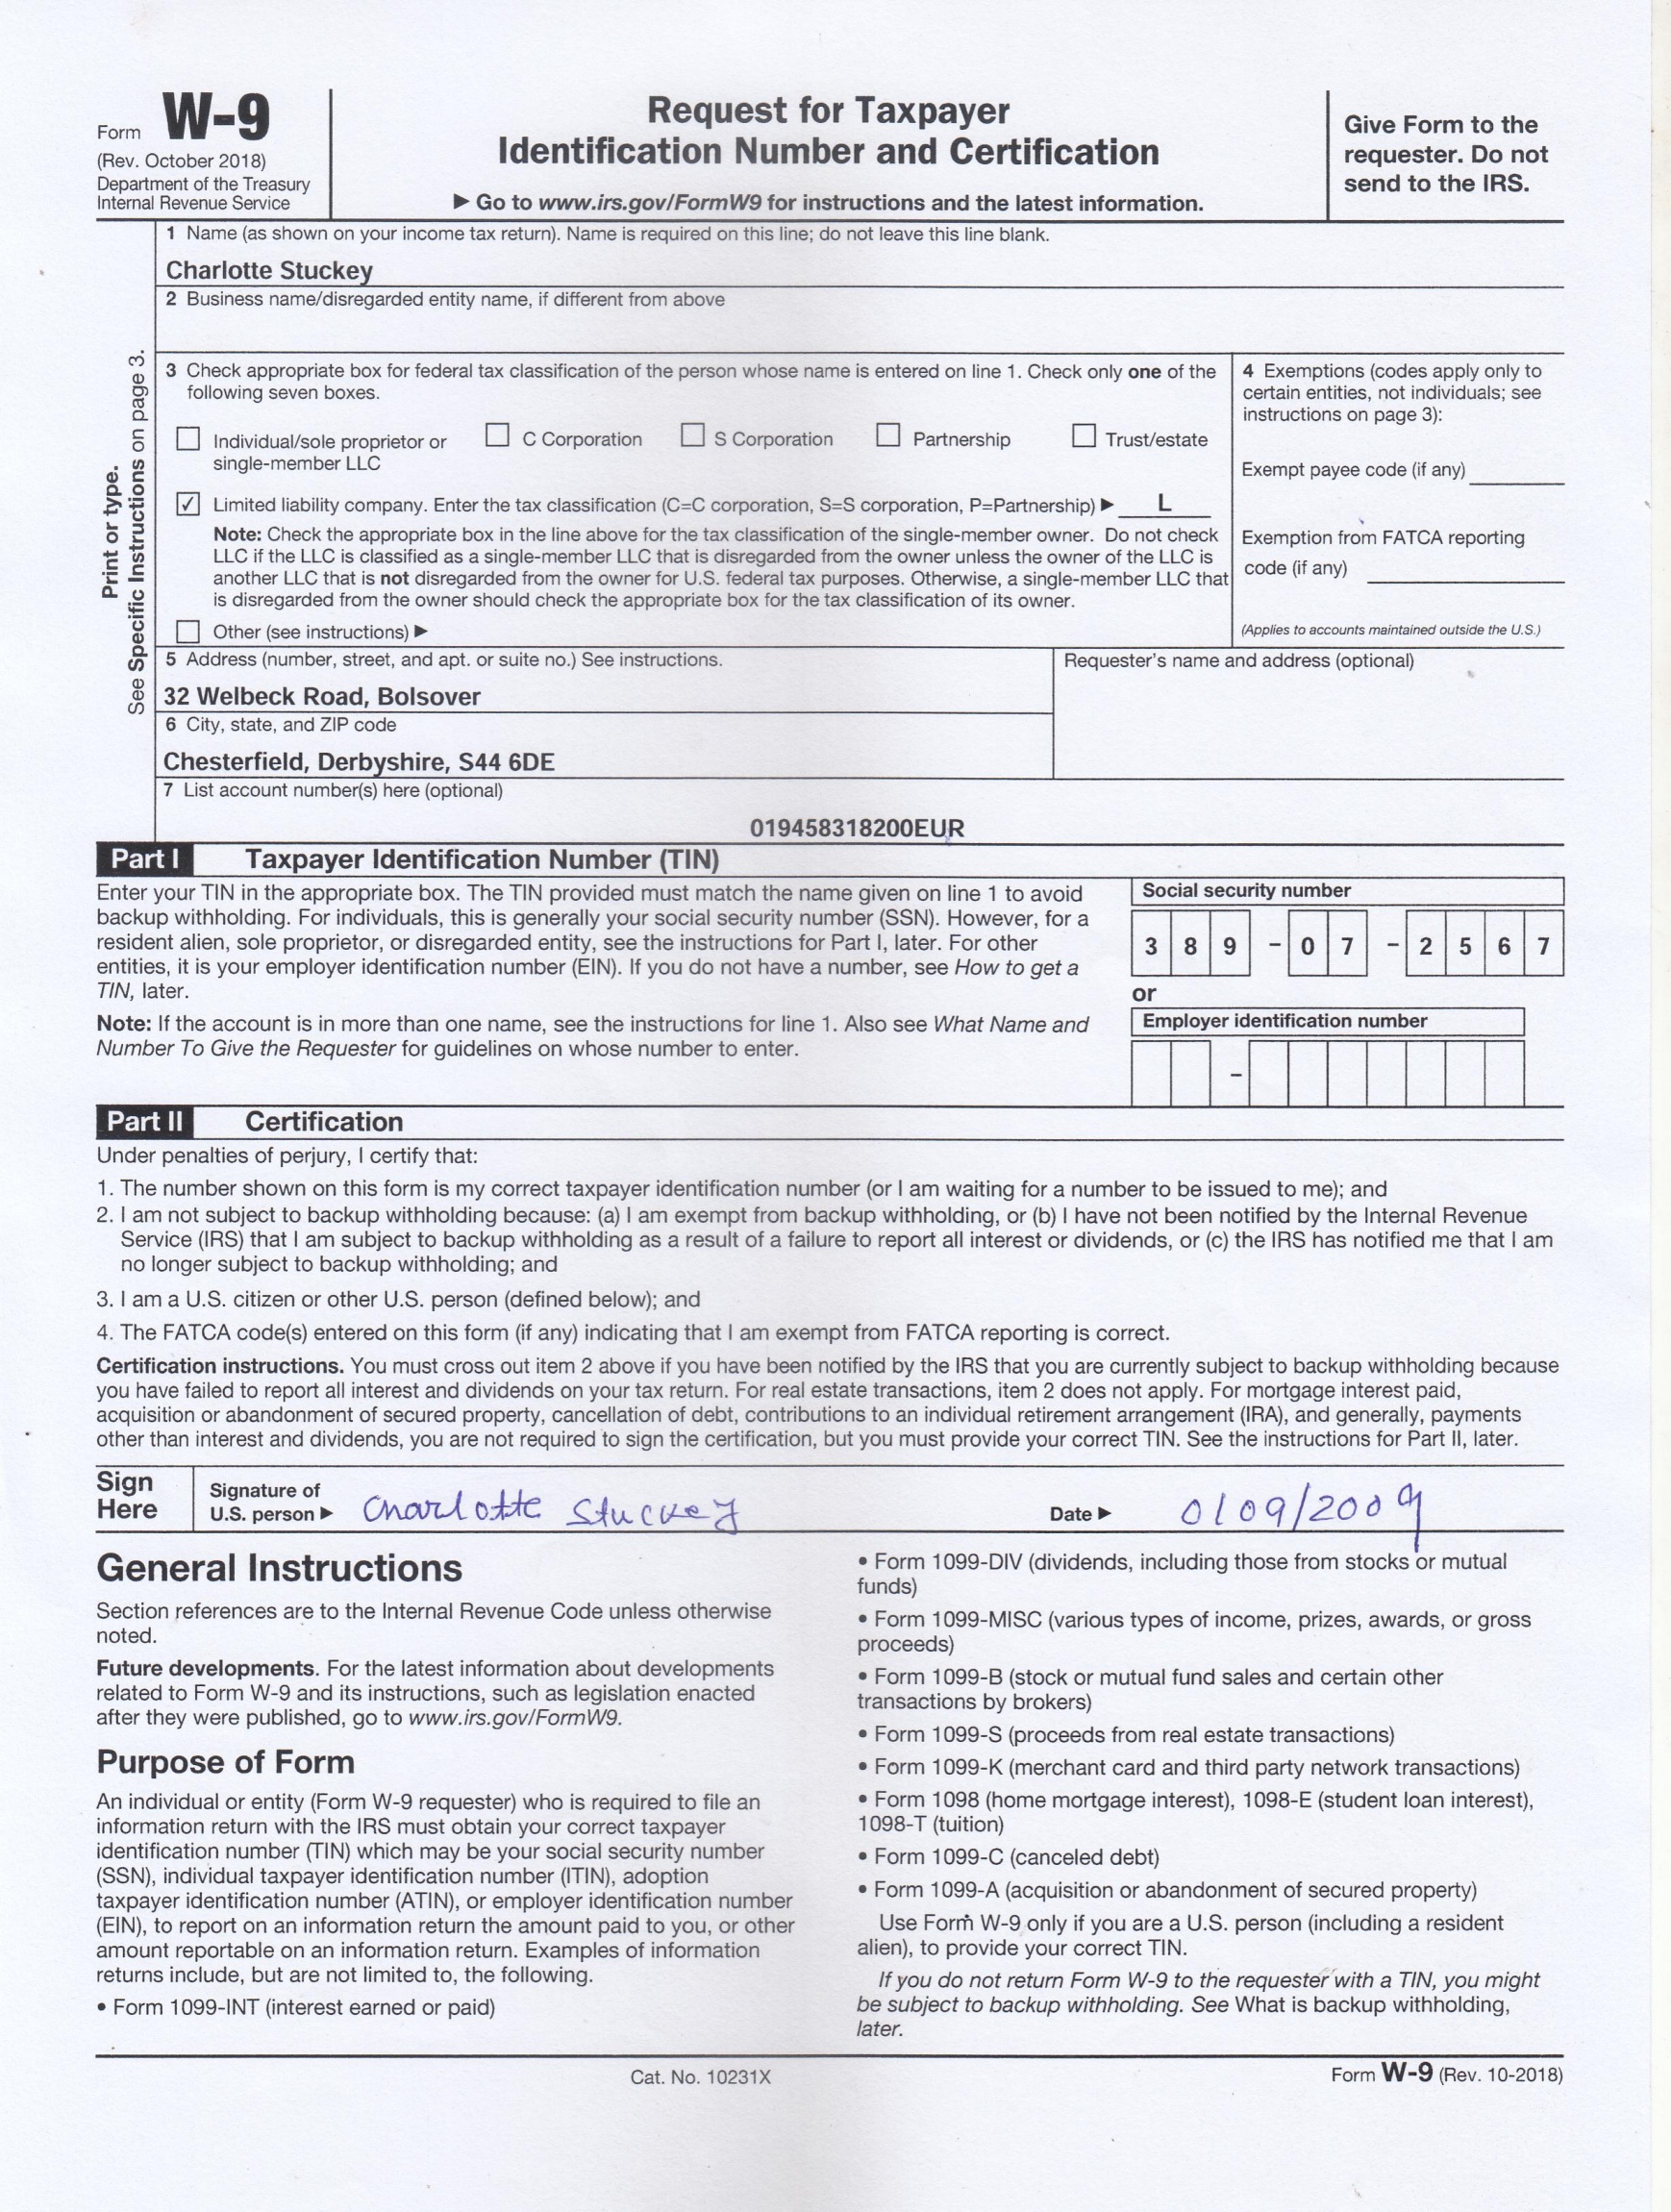 Form W-9
(Rev. October 2018)
Department of the Treasury
Internal Revenue Service
Request for Taxpayer
Identification Number and Certification
▶ Go to www.irs.gov/FormW9 for instructions and the latest information.
Give Form to the
requester. Do not
send to the IRS.
Print or type.
See Specific Instructions on page 3.
1 Name (as shown on your income tax return). Name is required on this line; do not leave this line blank.
Charlotte Stuckey
2 Business name/disregarded entity name, if different from above
3 Check appropriate box for federal tax classification of the person whose name is entered on line 1. Check only one of the
following seven boxes.
☐ Individual/sole proprietor or
single-member LLC
☐ C Corporation
☐ S Corporation
☐ Partnership
☐ Trust/estate
☑ Limited liability company. Enter the tax classification (C=C corporation, S=S corporation, P=Partnership) ▶ L
Note: Check the appropriate box in the line above for the tax classification of the single-member owner. Do not check
LLC if the LLC is classified as a single-member LLC that is disregarded from the owner unless the owner of the LLC is
another LLC that is not disregarded from the owner for U.S. federal tax purposes. Otherwise, a single-member LLC that
is disregarded from the owner should check the appropriate box for the tax classification of its owner.
☐ Other (see instructions) ▶
4 Exemptions (codes apply only to
certain entities, not individuals; see
instructions on page 3):
Exempt payee code (if any)
Exemption from FATCA reporting
code (if any)
(Applies to accounts maintained outside the U.S.)
5 Address (number, street, and apt. or suite no.) See instructions.
32 Welbeck Road, Bolsover
6 City, state, and ZIP code
Chesterfield, Derbyshire, S44 6DE
Requester's name and address (optional)
7 List account number(s) here (optional)
019458318200EUR
Part I Taxpayer Identification Number (TIN)
Enter your TIN in the appropriate box. The TIN provided must match the name given on line 1 to avoid
backup withholding. For individuals, this is generally your social security number (SSN). However, for a
resident alien, sole proprietor, or disregarded entity, see the instructions for Part I, later. For other
entities, it is your employer identification number (EIN). If you do not have a number, see How to get a
TIN, later.
Note: If the account is in more than one name, see the instructions for line 1. Also see What Name and
Number To Give the Requester for guidelines on whose number to enter.
Social security number
3 8 9 – 0 7 – 2 5 6 7
or
Employer identification number
–
Part II Certification
Under penalties of perjury, I certify that:
1. The number shown on this form is my correct taxpayer identification number (or I am waiting for a number to be issued to me); and
2. I am not subject to backup withholding because: (a) I am exempt from backup withholding, or (b) I have not been notified by the Internal Revenue
Service (IRS) that I am subject to backup withholding as a result of a failure to report all interest or dividends, or (c) the IRS has notified me that I am
no longer subject to backup withholding; and
3. I am a U.S. citizen or other U.S. person (defined below); and
4. The FATCA code(s) entered on this form (if any) indicating that I am exempt from FATCA reporting is correct.
Certification instructions. You must cross out item 2 above if you have been notified by the IRS that you are currently subject to backup withholding because
you have failed to report all interest and dividends on your tax return. For real estate transactions, item 2 does not apply. For mortgage interest paid,
acquisition or abandonment of secured property, cancellation of debt, contributions to an individual retirement arrangement (IRA), and generally, payments
other than interest and dividends, you are not required to sign the certification, but you must provide your correct TIN. See the instructions for Part II, later.
Sign
Here
Signature of
U.S. person ▶ Charlotte Stuckey
Date ▶ 0109/2009
General Instructions
Section references are to the Internal Revenue Code unless otherwise
noted.
Future developments. For the latest information about developments
related to Form W-9 and its instructions, such as legislation enacted
after they were published, go to www.irs.gov/FormW9.
Purpose of Form
An individual or entity (Form W-9 requester) who is required to file an
information return with the IRS must obtain your correct taxpayer
identification number (TIN) which may be your social security number
(SSN), individual taxpayer identification number (ITIN), adoption
taxpayer identification number (ATIN), or employer identification number
(EIN), to report on an information return the amount paid to you, or other
amount reportable on an information return. Examples of information
returns include, but are not limited to, the following.
• Form 1099-INT (interest earned or paid)
• Form 1099-DIV (dividends, including those from stocks or mutual
funds)
• Form 1099-MISC (various types of income, prizes, awards, or gross
proceeds)
• Form 1099-B (stock or mutual fund sales and certain other
transactions by brokers)
• Form 1099-S (proceeds from real estate transactions)
• Form 1099-K (merchant card and third party network transactions)
• Form 1098 (home mortgage interest), 1098-E (student loan interest),
1098-T (tuition)
• Form 1099-C (canceled debt)
• Form 1099-A (acquisition or abandonment of secured property)
Use Form W-9 only if you are a U.S. person (including a resident
alien), to provide your correct TIN.
If you do not return Form W-9 to the requester with a TIN, you might
be subject to backup withholding. See What is backup withholding,
later.
Cat. No. 10231X
Form W-9 (Rev. 10-2018)